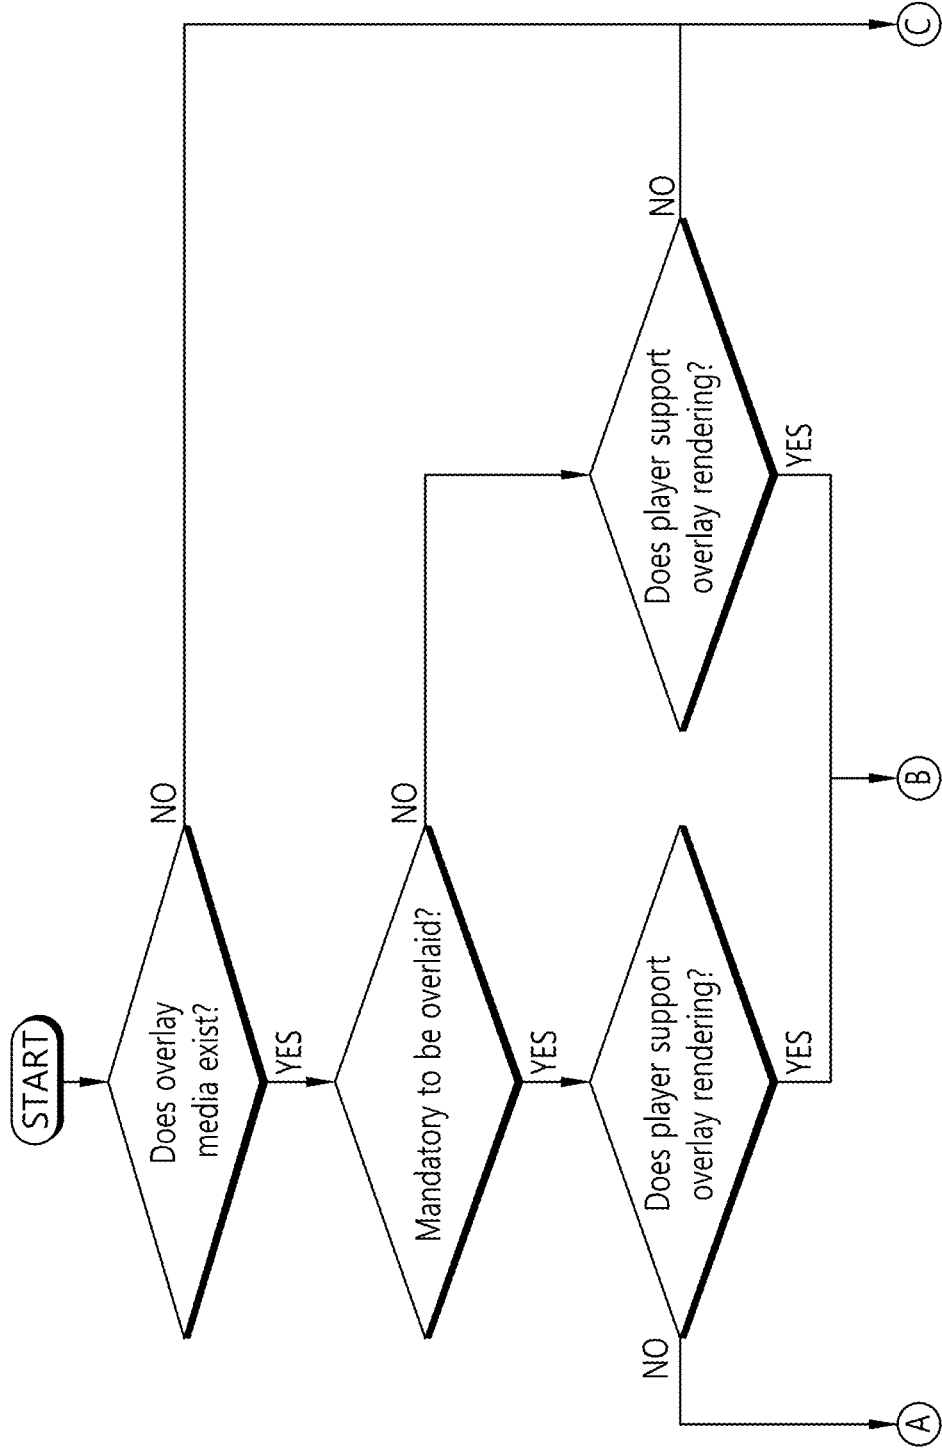 START
Does overlay
media exist?
NO
YES
Mandatory to be overlaid?
NO
YES
Does player support
overlay rendering?
NO
YES
Does player support
overlay rendering?
NO
YES
A
B
C